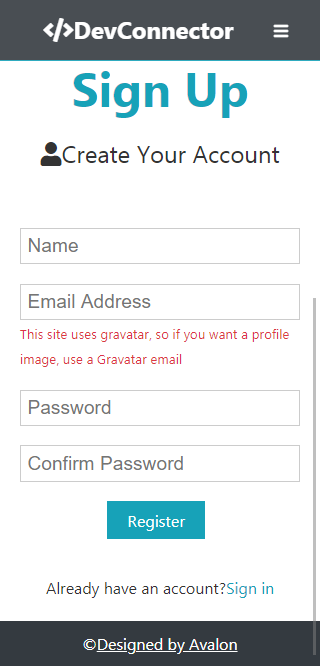 </>DevConnector
Sign Up
Create Your Account
Name
Email Address
This site uses gravatar, so if you want a profile
image, use a Gravatar email
Password
Confirm Password
Register
Already have an account?Sign in
©Designed by Avalon